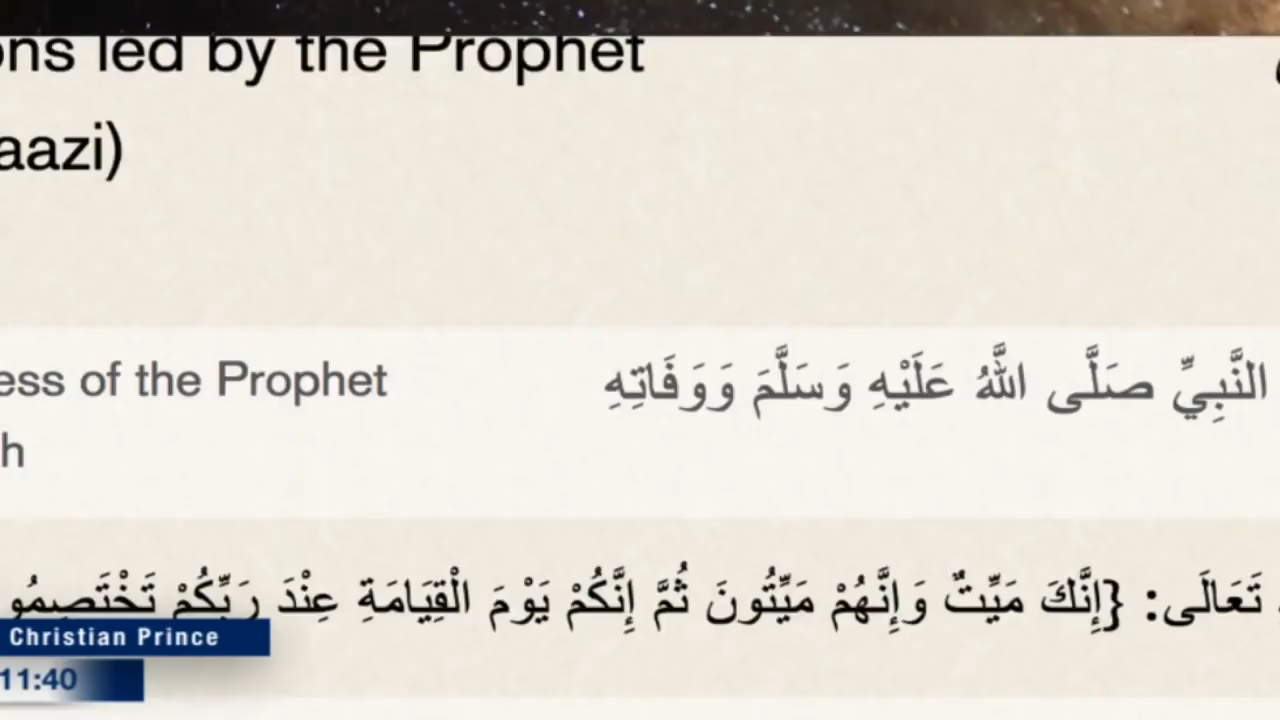 ons led by the Prophet
aazi)
ess of the Prophet
النَّبِيِّ صَلَّى اللَّهُ عَلَيْهِ وَسَلَّمَ وَوَفَاتِهِ
h
تَعَالَى: {إِنَّكَ مَيِّتٌ وَإِنَّهُمْ مَيِّتُونَ ثُمَّ إِنَّكُمْ يَوْمَ الْقِيَامَةِ عِنْدَ رَبِّكُمْ تَخْتَصِمُو
Christian Prince
11:40